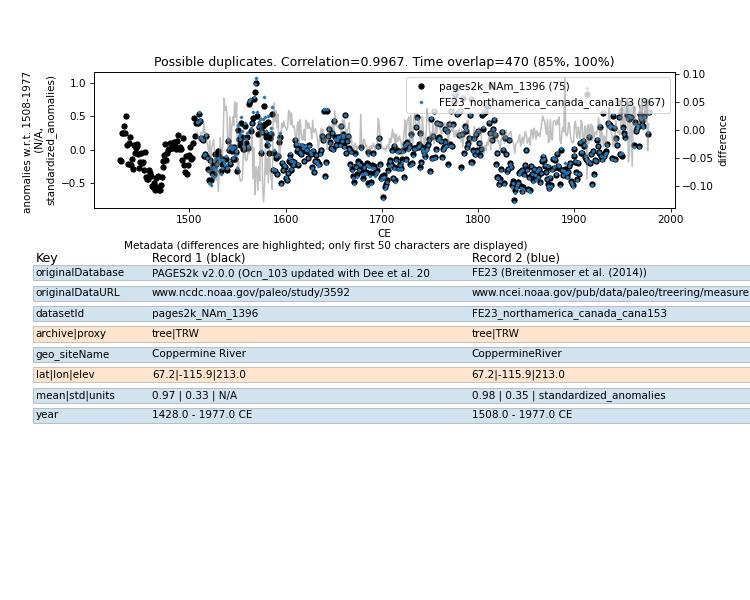 Possible duplicates. Correlation=0.9967. Time overlap=470 (85%, 100%)
anomalies w.r.t. 1508-1977
(N/A,
standardized_anomalies)
1.0
0.5
0.0
−0.5
pages2k_NAm_1396 (75)
FE23_northamerica_canada_cana153 (967)
0.10
0.05
0.00
−0.05
−0.10
difference
1500 1600 1700 1800 1900 2000
CE
Metadata (differences are highlighted; only first 50 characters are displayed)
Key Record 1 (black) Record 2 (blue)
originalDatabase PAGES2k v2.0.0 (Ocn_103 updated with Dee et al. 20 FE23 (Breitenmoser et al. (2014))
originalDataURL www.ncdc.noaa.gov/paleo/study/3592 www.ncei.noaa.gov/pub/data/paleo/treering/measure
datasetId pages2k_NAm_1396 FE23_northamerica_canada_cana153
archive|proxy tree|TRW tree|TRW
geo_siteName Coppermine River CoppermineRiver
lat|lon|elev 67.2|-115.9|213.0 67.2|-115.9|213.0
mean|std|units 0.97 | 0.33 | N/A 0.98 | 0.35 | standardized_anomalies
year 1428.0 - 1977.0 CE 1508.0 - 1977.0 CE